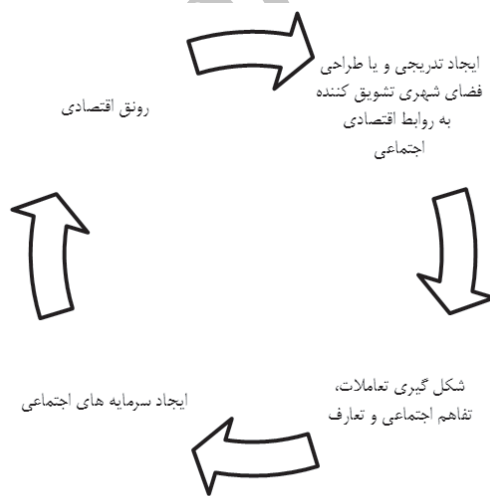 ایجاد تدریجی و یا طراحی
فضای شهری تشویق کننده
به روابط اقتصادی
اجتماعی
رونق اقتصادی
شکل گیری تعاملات،
تفاهم اجتماعی و تعارف
ایجاد سرمایه های اجتماعی